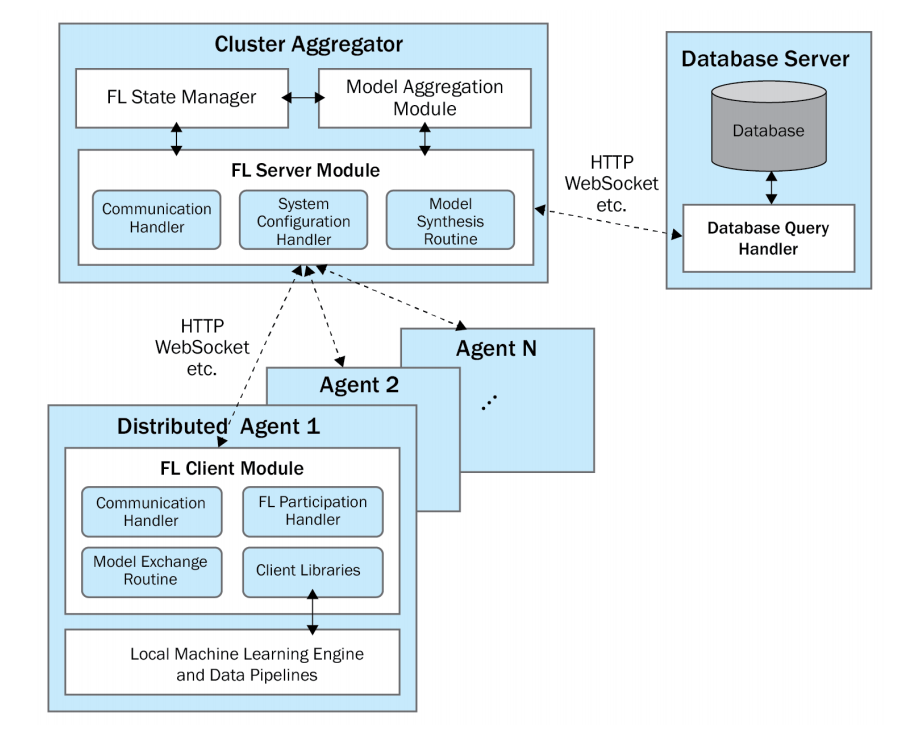 Cluster Aggregator
FL State Manager
Model Aggregation
Module
FL Server Module
Communication
Handler
System
Configuration
Handler
Model
Synthesis
Routine
HTTP
WebSocket
etc.
Database Server
Database
Database Query
Handler
HTTP
WebSocket
etc.
Agent N
Agent 2
Distributed Agent 1
FL Client Module
Communication
Handler
FL Participation
Handler
Model Exchange
Routine
Client Libraries
Local Machine Learning Engine
and Data Pipelines